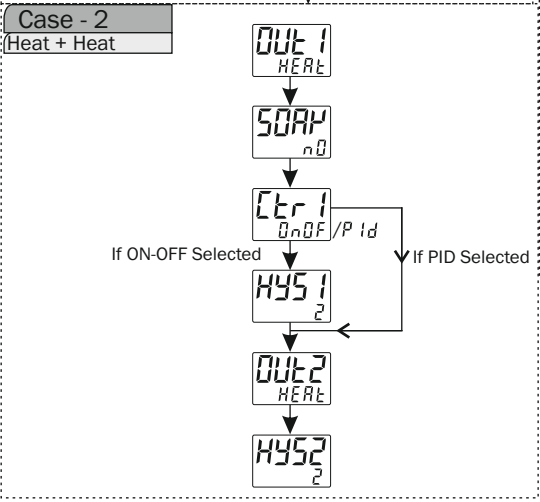 Case - 2
Heat + Heat
OUt1
HEAt
SOAK
nO
Ctr1
OnOF/PId
If ON-OFF Selected
If PID Selected
HYS1
2
OUt2
HEAt
HYS2
2